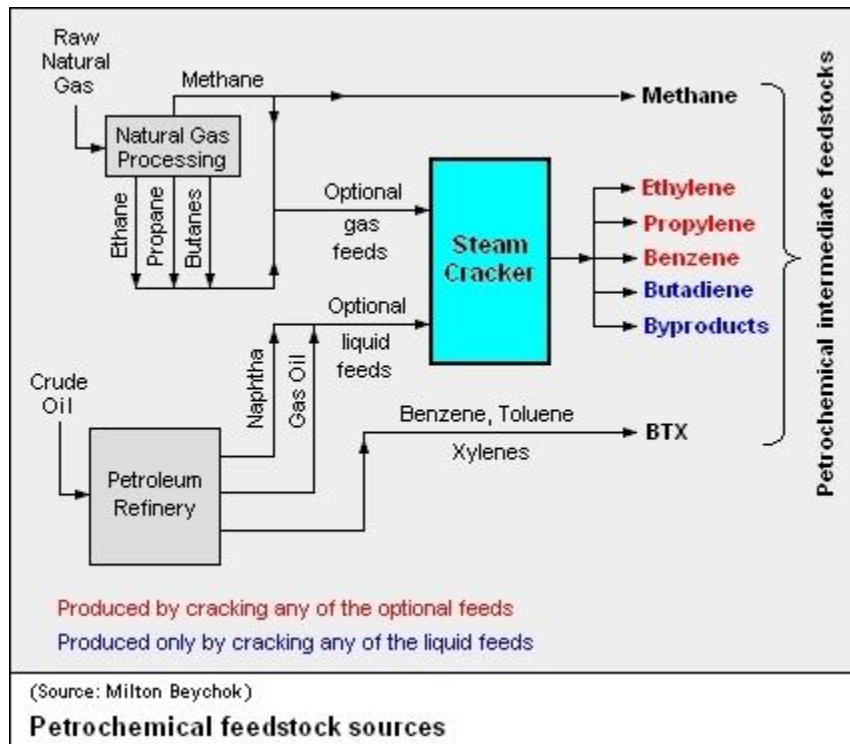 Raw
Natural
Gas
Methane
Methane
Natural Gas
Processing
Ethane
Propane
Butanes
Optional
gas
feeds
Steam
Cracker
Ethylene
Propylene
Benzene
Butadiene
Byproducts
Petrochemical intermediate feedstocks
Optional
liquid
feeds
Naphtha
Gas Oil
Crude
Oil
Petroleum
Refinery
Benzene, Toluene
Xylenes
BTX
Produced by cracking any of the optional feeds
Produced only by cracking any of the liquid feeds
(Source: Milton Beychok)
Petrochemical feedstock sources